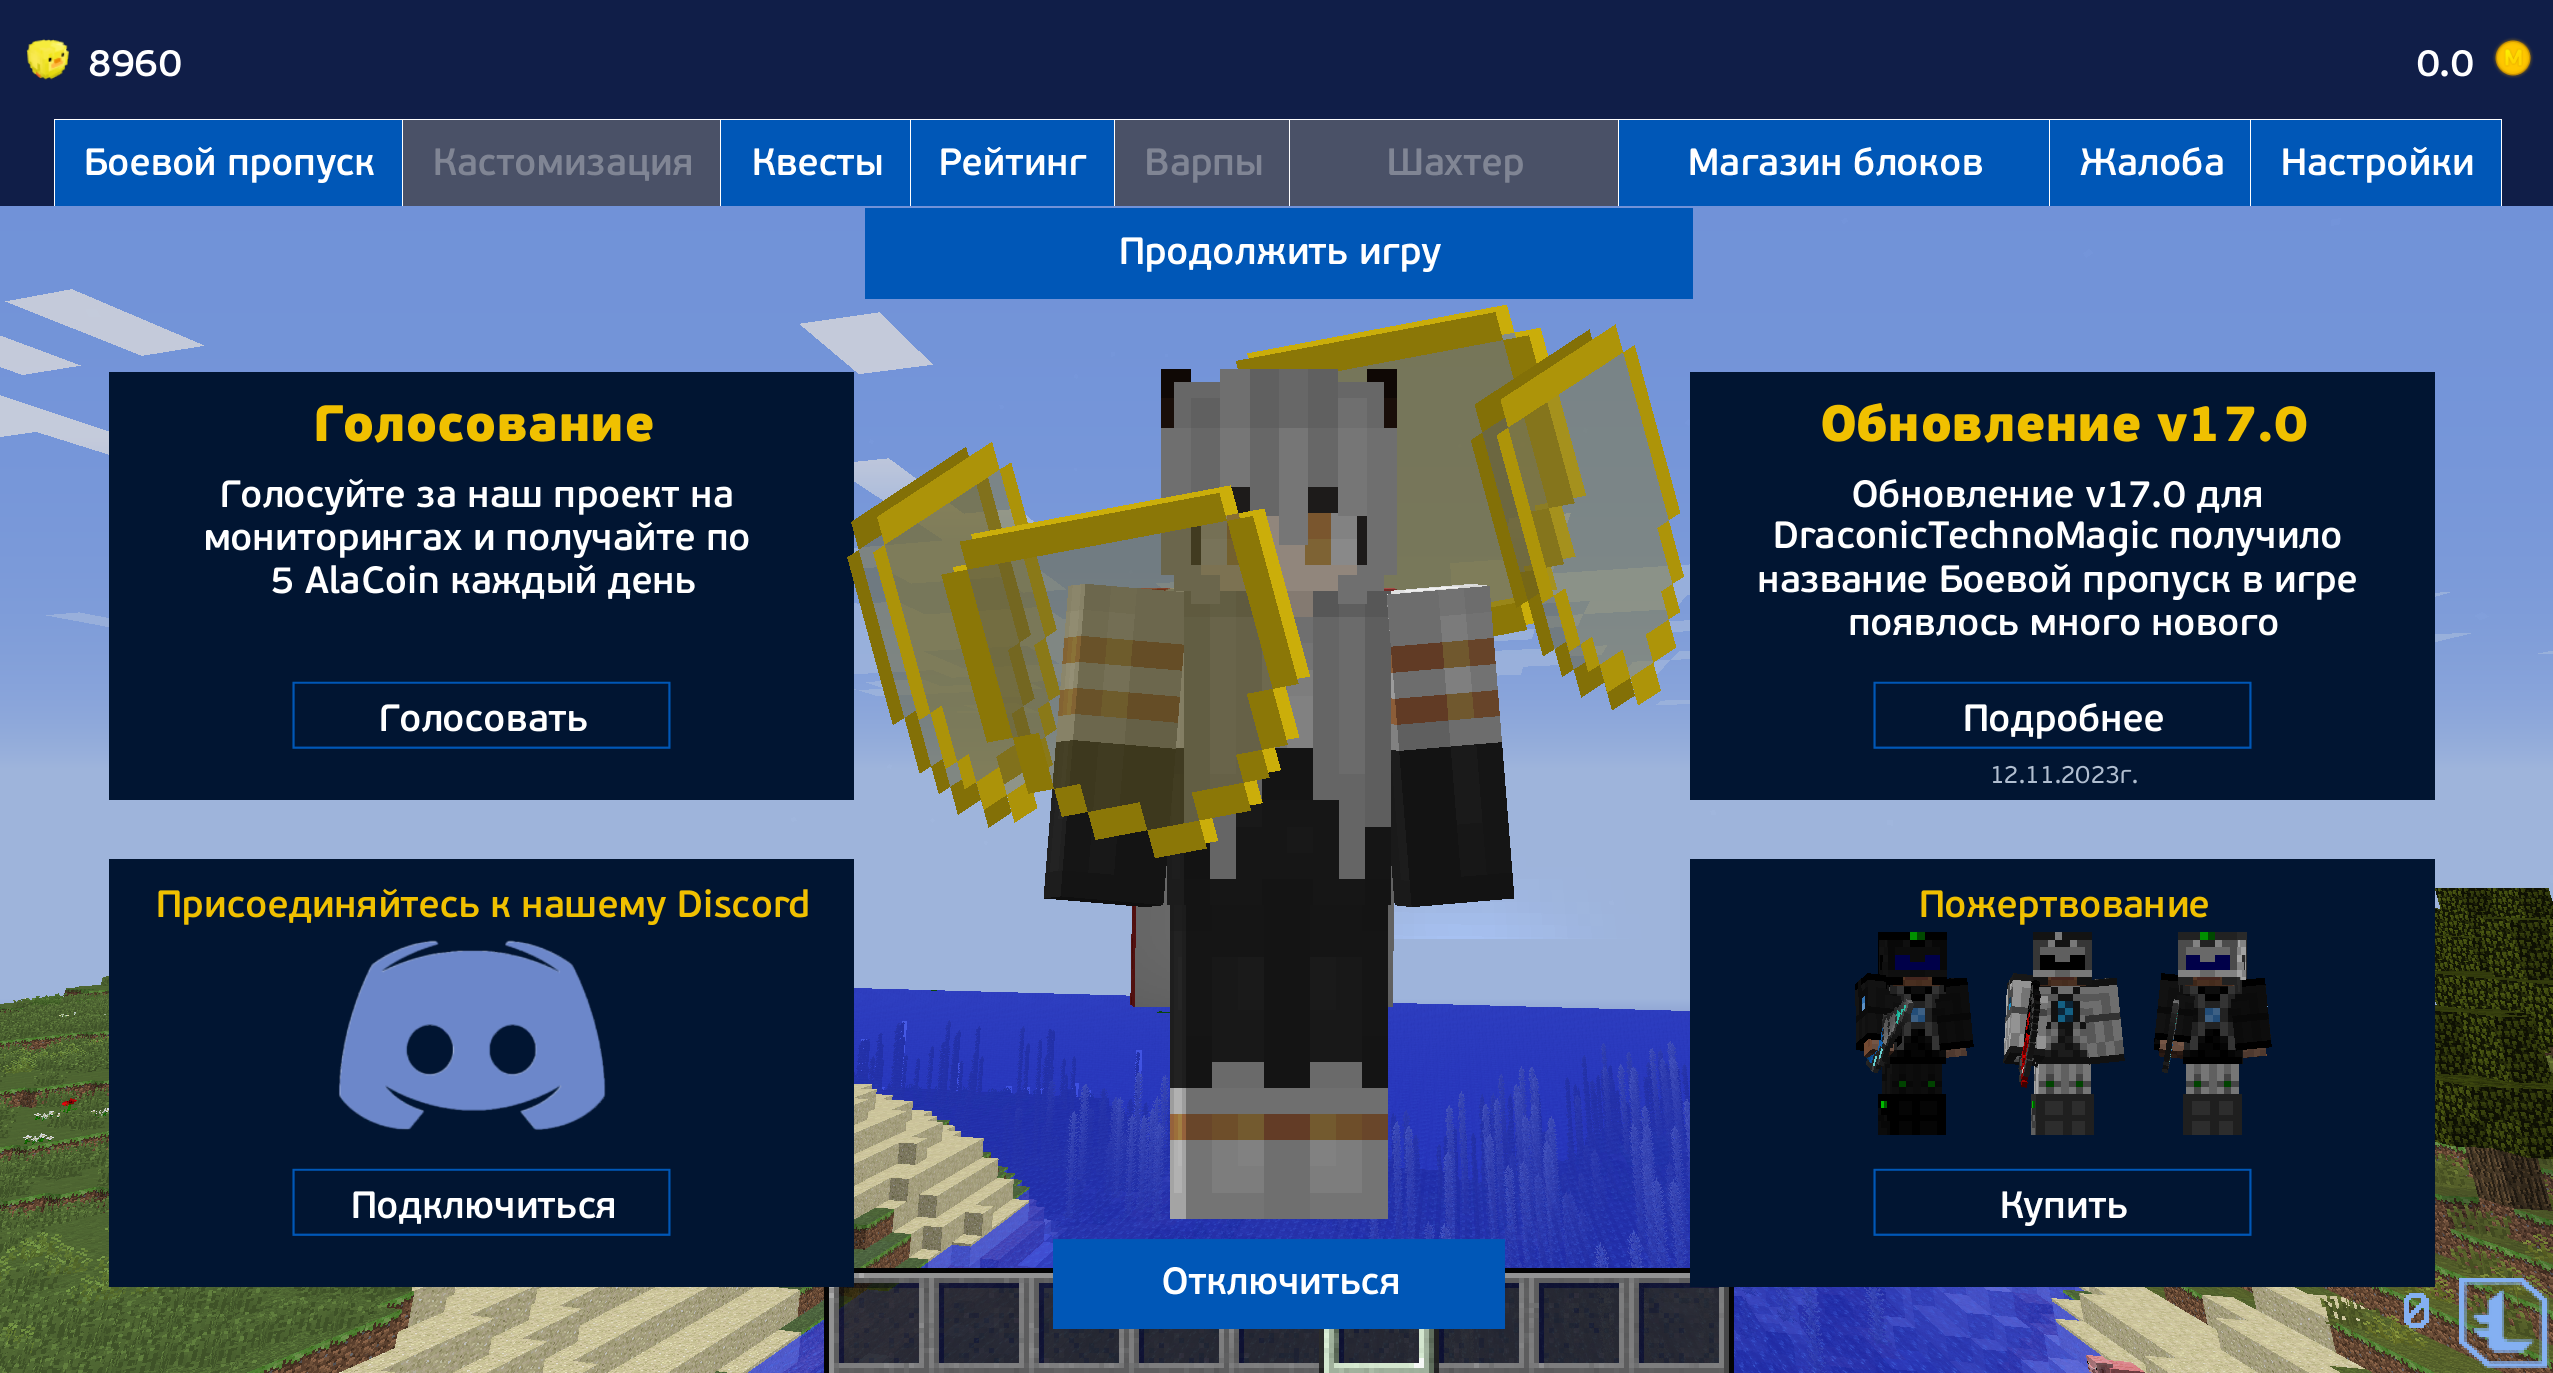 8960
0.0
Боевой пропуск
Кастомизация
Квесты
Рейтинг
Варпы
Шахтер
Магазин блоков
Жалоба
Настройки
Продолжить игру
Голосование
Голосуйте за наш проект на
мониторингах и получайте по
5 AlaCoin каждый день
Голосовать
Обновление v17.0
Обновление v17.0 для
DraconicTechnoMagic получило
название Боевой пропуск в игре
появлось много нового
Подробнее
12.11.2023г.
Присоединяйтесь к нашему Discord
Подключиться
Пожертвование
Купить
Отключиться
0